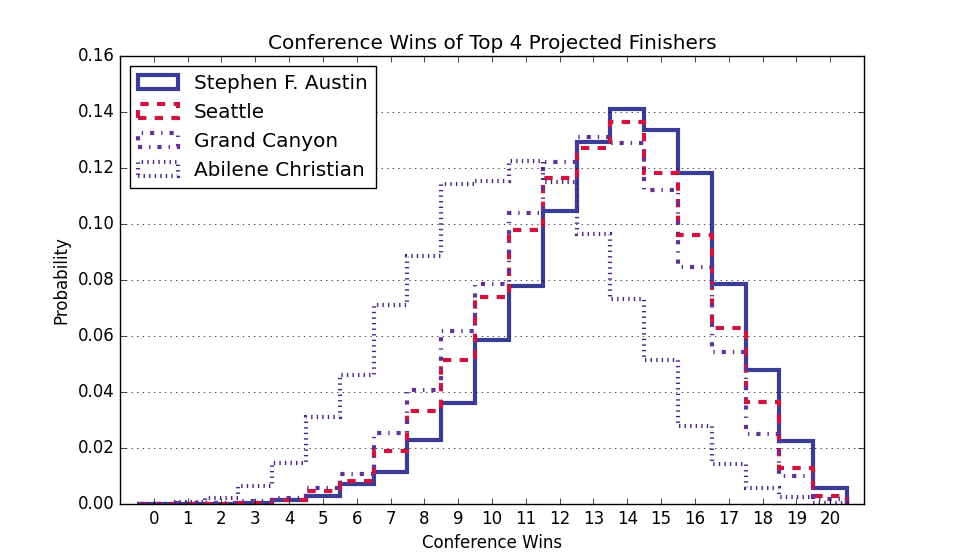 Conference Wins of Top 4 Projected Finishers
0.16
0.14
0.12
0.10
0.08
0.06
0.04
0.02
0.00
Probability
Stephen F. Austin
Seattle
Grand Canyon
Abilene Christian
0 1 2 3 4 5 6 7 8 9 10 11 12 13 14 15 16 17 18 19 20
Conference Wins